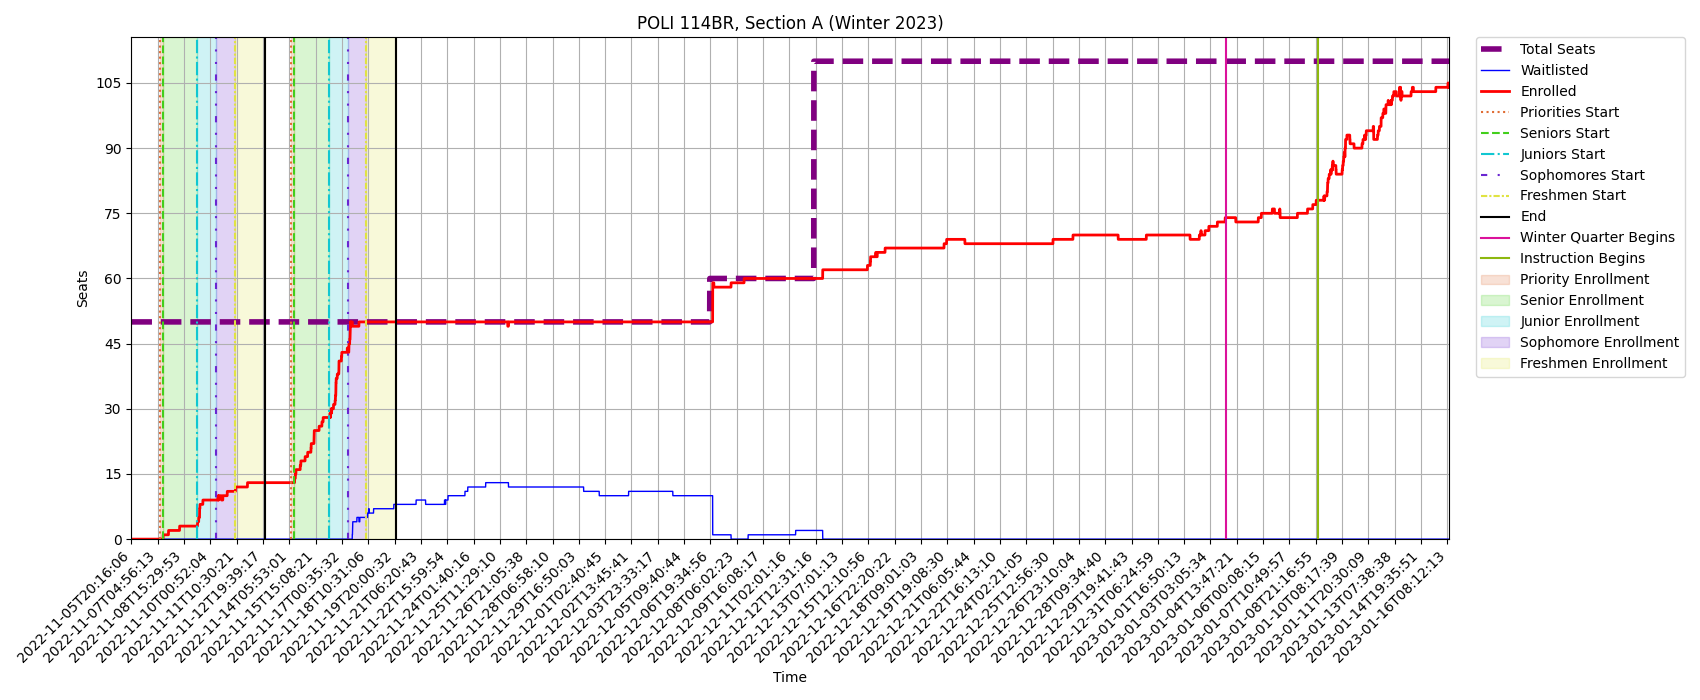 POLI 114BR, Section A (Winter 2023)
Seats
105
90
75
60
45
30
15
0
2022-11-05T20:16:06
2022-11-07T04:56:13
2022-11-08T15:29:53
2022-11-10T00:52:04
2022-11-11T10:30:21
2022-11-12T19:39:17
2022-11-14T05:53:01
2022-11-15T15:08:21
2022-11-17T00:35:32
2022-11-18T10:31:06
2022-11-19T20:00:32
2022-11-21T06:20:43
2022-11-22T15:59:54
2022-11-24T01:40:16
2022-11-25T11:29:10
2022-11-26T21:05:38
2022-11-28T06:58:10
2022-11-29T16:50:03
2022-12-01T02:40:45
2022-12-02T13:45:41
2022-12-03T23:33:17
2022-12-05T09:40:44
2022-12-06T19:34:56
2022-12-08T06:02:23
2022-12-09T16:08:17
2022-12-11T02:01:16
2022-12-12T12:31:16
2022-12-13T07:01:13
2022-12-15T12:10:56
2022-12-16T22:20:22
2022-12-18T09:01:03
2022-12-19T19:08:30
2022-12-21T06:05:44
2022-12-22T16:13:10
2022-12-24T02:21:05
2022-12-25T12:56:30
2022-12-26T23:10:04
2022-12-28T09:34:40
2022-12-29T19:41:43
2022-12-31T06:24:59
2023-01-01T16:50:13
2023-01-03T03:05:34
2023-01-04T13:47:21
2023-01-06T00:08:15
2023-01-07T10:49:57
2023-01-08T21:16:55
2023-01-10T08:17:39
2023-01-11T20:30:09
2023-01-13T07:38:38
2023-01-14T19:35:51
2023-01-16T08:12:13
Time
Total Seats
Waitlisted
Enrolled
Priorities Start
Seniors Start
Juniors Start
Sophomores Start
Freshmen Start
End
Winter Quarter Begins
Instruction Begins
Priority Enrollment
Senior Enrollment
Junior Enrollment
Sophomore Enrollment
Freshmen Enrollment